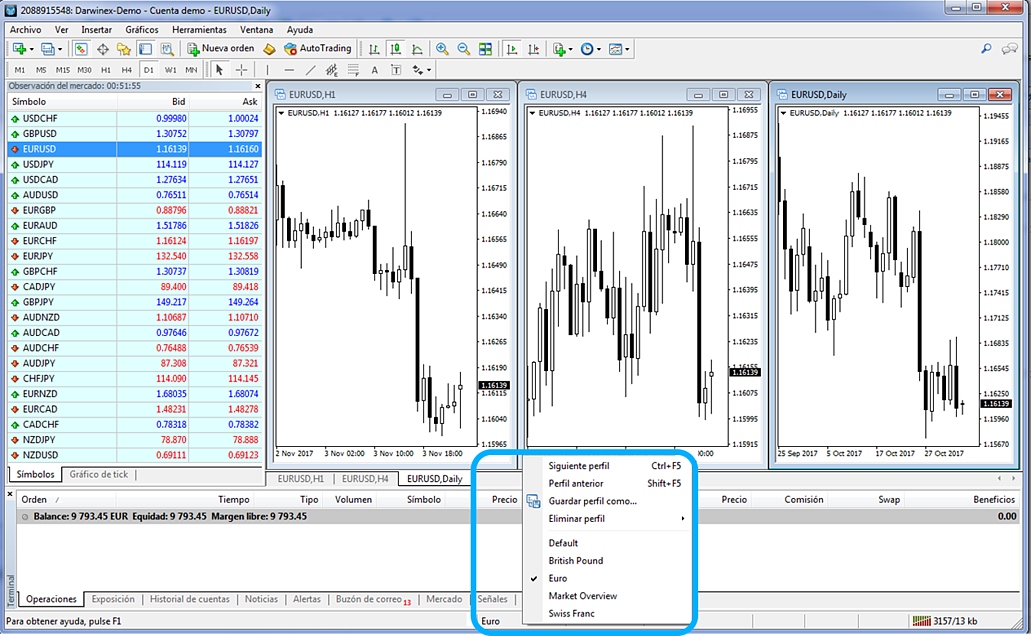 2088915548: Darwinex-Demo - Cuenta demo - EURUSD,Daily
Archivo Ver Insertar Gráficos Herramientas Ventana Ayuda
Nueva orden AutoTrading
M1 M5 M15 M30 H1 H4 D1 W1 MN A T
Observación del mercado: 00:51:55
Símbolo Bid Ask
USDCHF 0.99980 1.00024
GBPUSD 1.30752 1.30797
EURUSD 1.16139 1.16160
USDJPY 114.119 114.127
USDCAD 1.27634 1.27651
AUDUSD 0.76511 0.76514
EURGBP 0.88796 0.88821
EURAUD 1.51786 1.51826
EURCHF 1.16124 1.16197
EURJPY 132.540 132.558
GBPCHF 1.30737 1.30819
CADJPY 89.400 89.418
GBPJPY 149.217 149.264
AUDNZD 1.10687 1.10710
AUDCAD 0.97646 0.97672
AUDCHF 0.76488 0.76539
AUDJPY 87.308 87.321
CHFJPY 114.090 114.145
EURNZD 1.68035 1.68074
EURCAD 1.48231 1.48278
CADCHF 0.78318 0.78382
NZDJPY 78.870 78.888
NZDUSD 0.69111 0.69123
Símbolos Gráfico de tick
EURUSD,H1
EURUSD,H1 1.16127 1.16177 1.16012 1.16139
1.16940
1.16865
1.16790
1.16715
1.16640
1.16565
1.16490
1.16415
1.16340
1.16265
1.16190
1.16139
1.16115
1.16040
1.15965
2 Nov 2017 3 Nov 02:00 3 Nov 10:00 3 Nov 18:00
EURUSD,H4
EURUSD,H4 1.16127 1.16177 1.16012 1.16139
1.16955
1.16875
1.16795
1.16715
1.16635
1.16555
1.16475
1.16395
1.16315
1.16235
1.16155
1.16139
1.16075
1.15995
1.15915
00:00
EURUSD,Daily
EURUSD,Daily 1.16127 1.16177 1.16012 1.16139
1.19455
1.19165
1.18875
1.18580
1.18290
1.18000
1.17710
1.17415
1.17125
1.16835
1.16545
1.16250
1.16139
1.15960
1.15670
25 Sep 2017 5 Oct 2017 17 Oct 2017 27 Oct 2017
EURUSD,H1 EURUSD,H4 EURUSD,Daily
Siguiente perfil Ctrl+F5
Perfil anterior Shift+F5
Guardar perfil como...
Eliminar perfil
Default
British Pound
Euro
Market Overview
Swiss Franc
Orden Tiempo Tipo Volumen Símbolo Precio Precio Comisión Swap Beneficios
Balance: 9 793.45 EUR Equidad: 9 793.45 Margen libre: 9 793.45 0.00
Terminal
Operaciones Exposición Historial de cuentas Noticias Alertas Buzón de correo 13 Mercado Señales
Para obtener ayuda, pulse F1 Euro 3157/13 kb